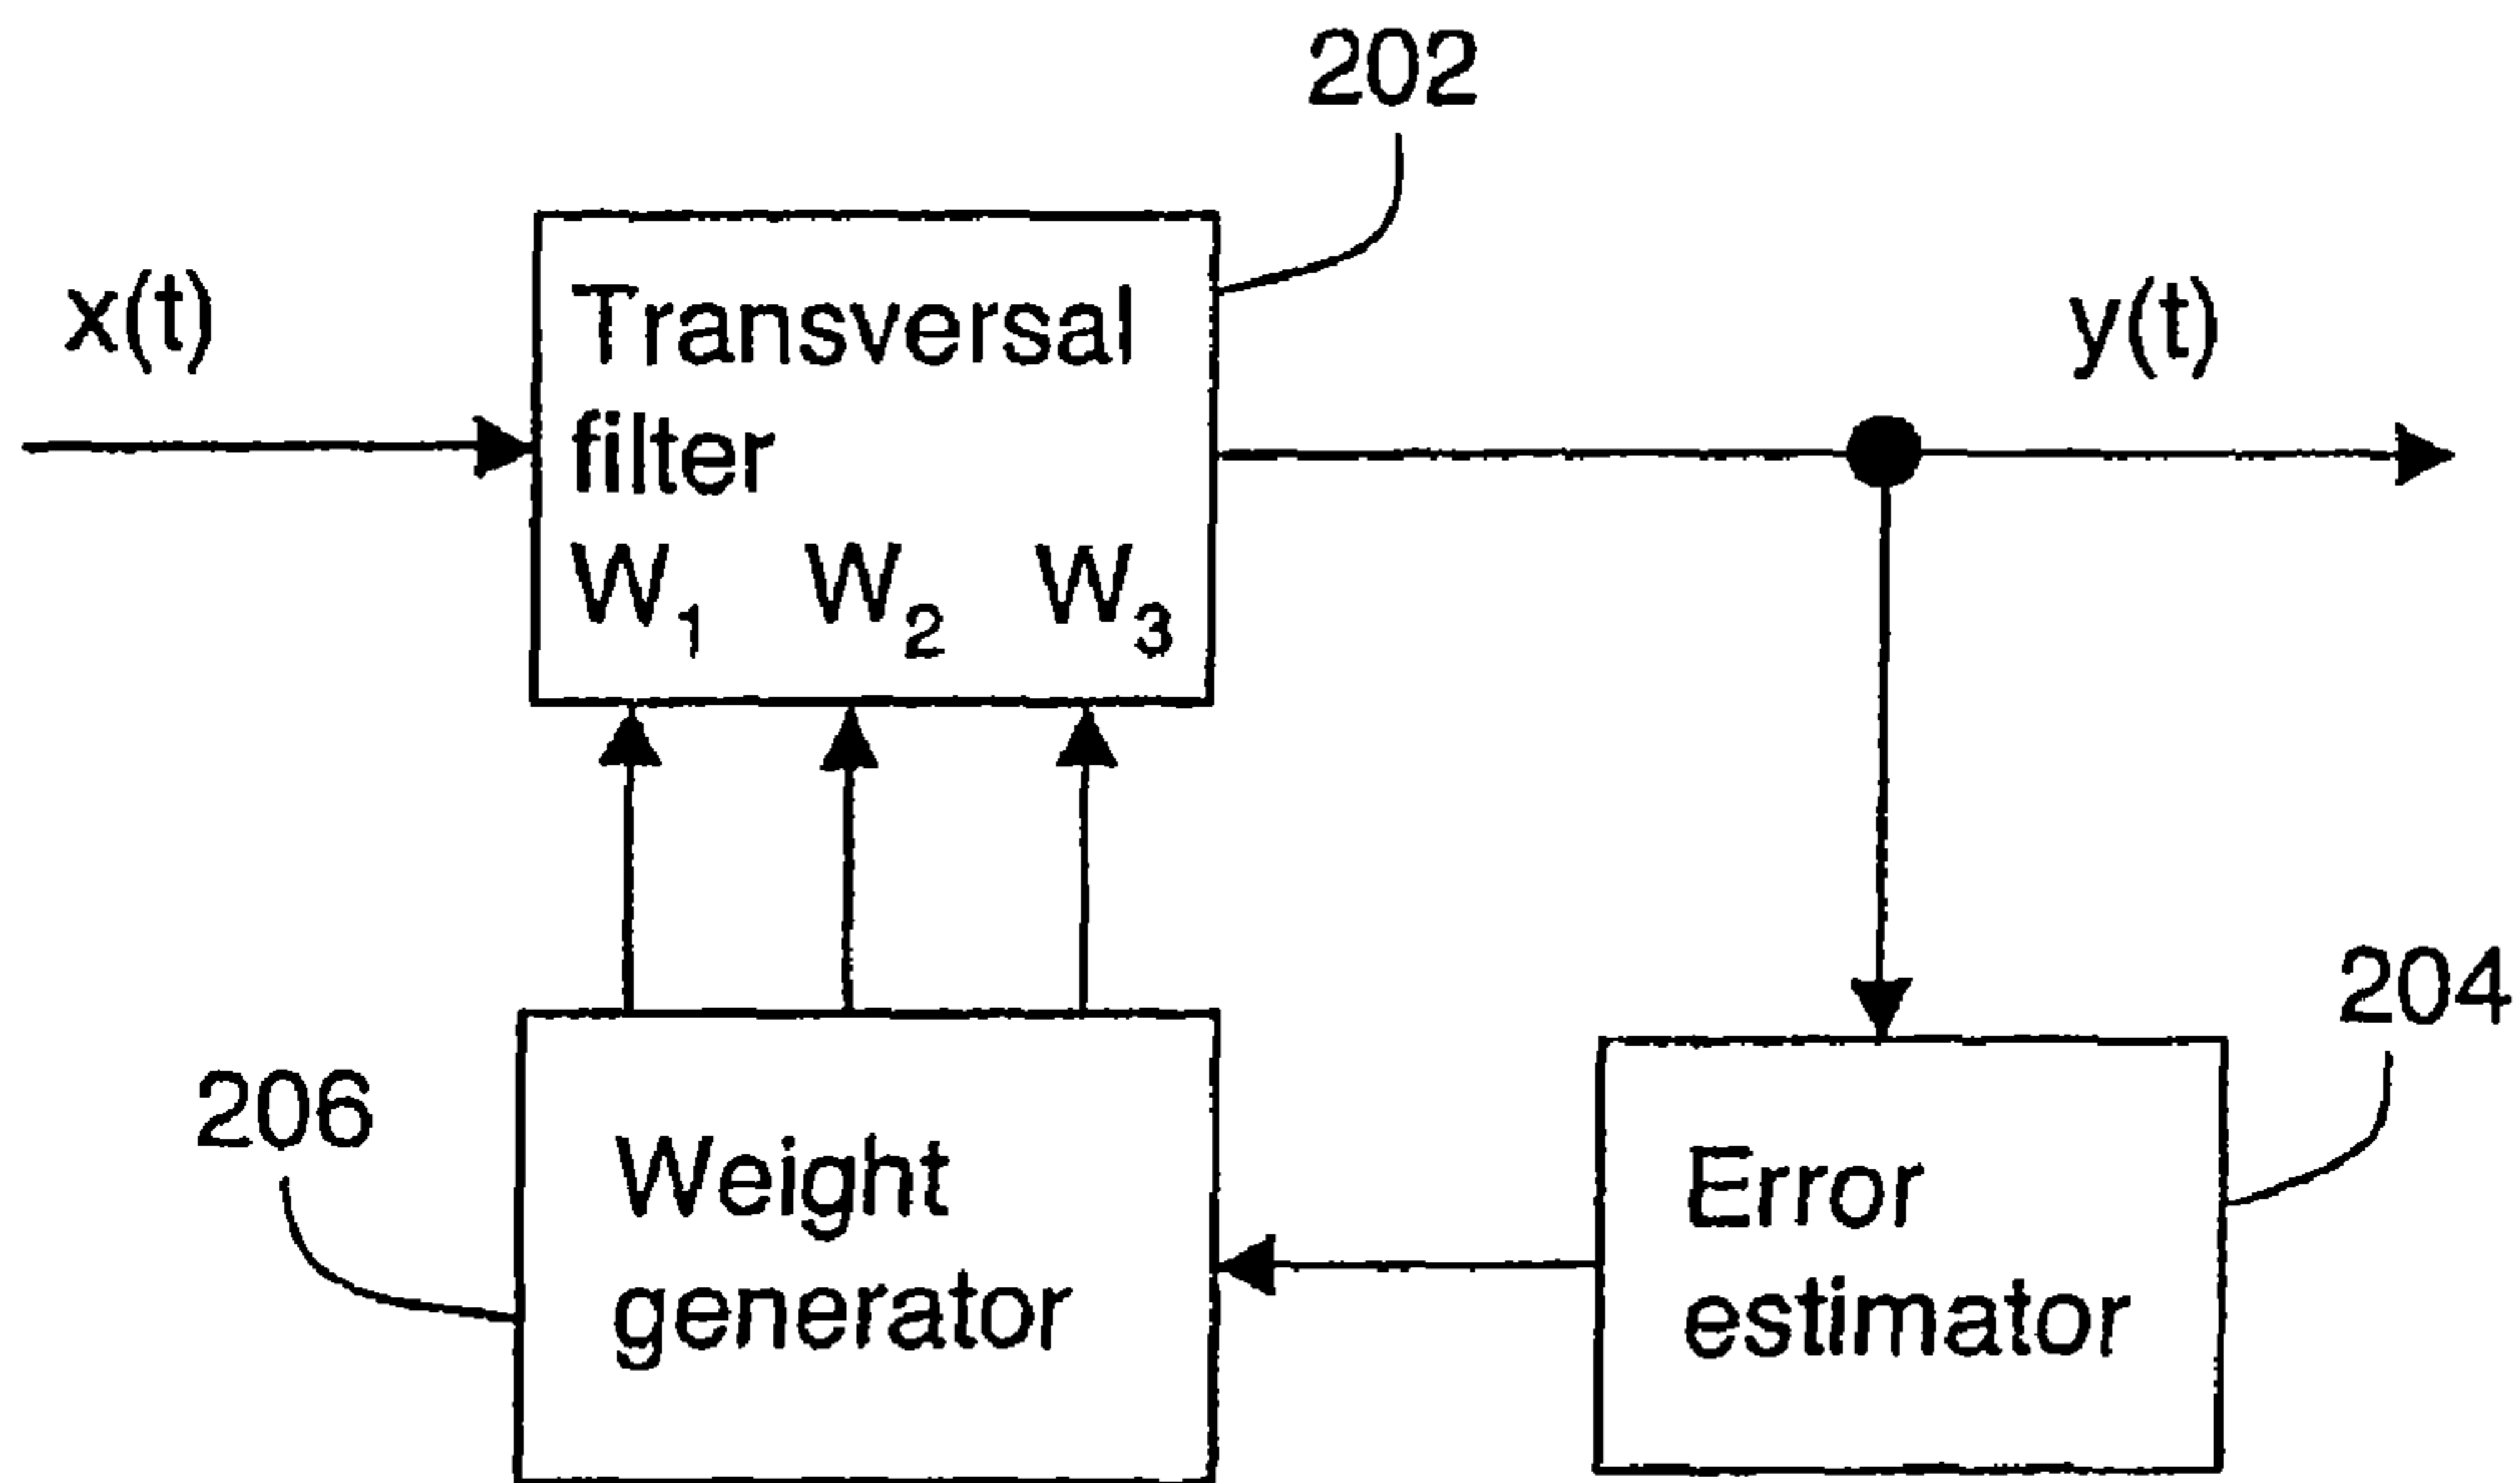 202
x(t)
Transversal
filter
W1 W2 W3
y(t)
204
206
Weight
generator
Error
estimator